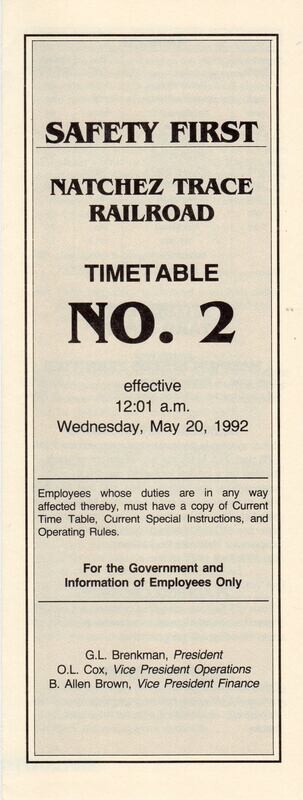 SAFETY FIRST
NATCHEZ TRACE
RAILROAD
TIMETABLE
NO. 2
effective
12:01 a.m.
Wednesday, May 20, 1992
Employees whose duties are in any way
affected thereby, must have a copy of Current
Time Table, Current Special Instructions, and
Operating Rules.
For the Government and
Information of Employees Only
G.L. Brenkman, President
O.L. Cox, Vice President Operations
B. Allen Brown, Vice President Finance